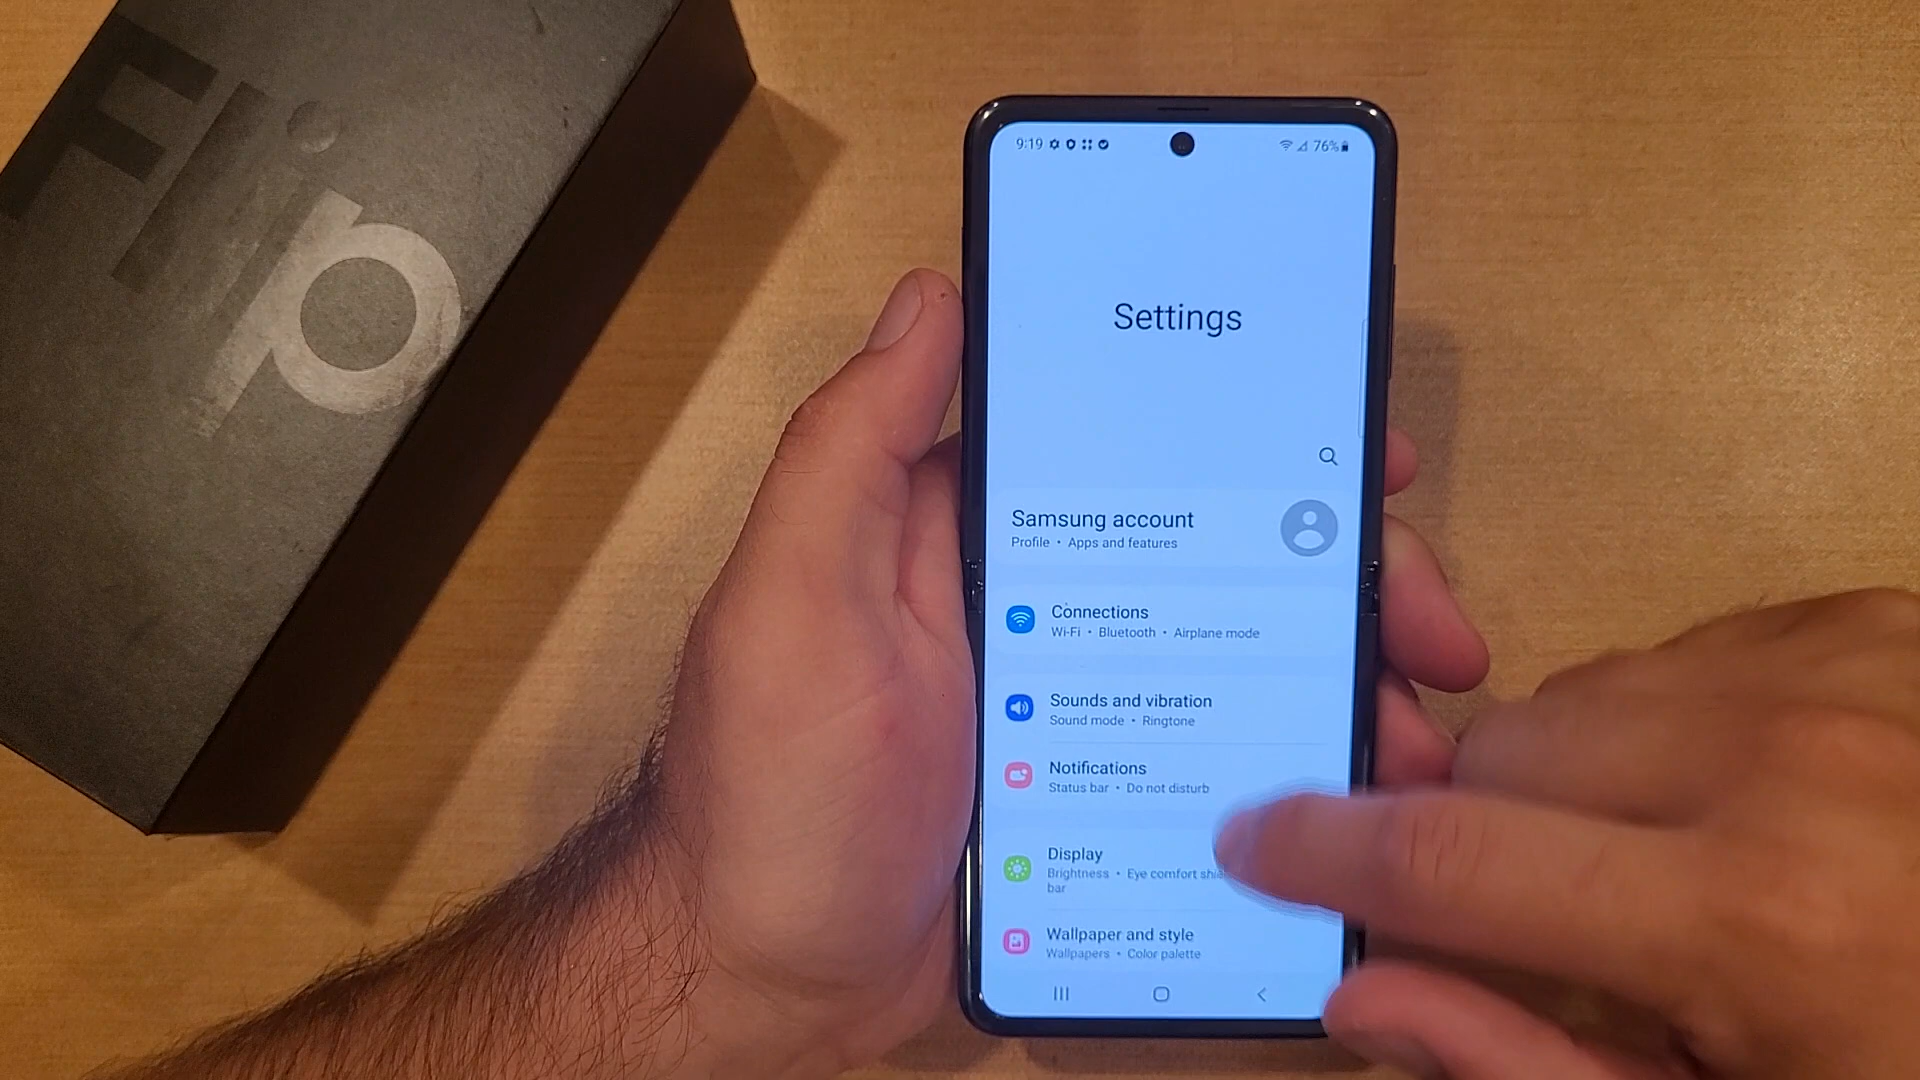 Flip
9:19
76%
Settings
Samsung account
Profile • Apps and features
Connections
Wi-Fi • Bluetooth • Airplane mode
Sounds and vibration
Sound mode • Ringtone
Notifications
Status bar • Do not disturb
Display
Brightness • Eye comfort
bar
Wallpaper and style
Wallpapers • Color palette